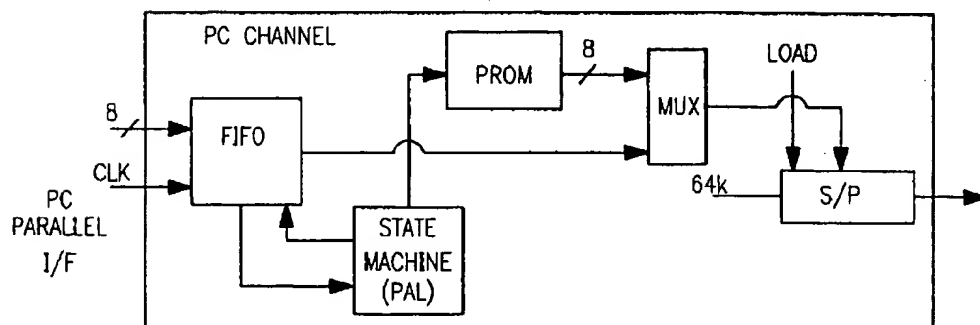 PC CHANNEL
8
PROM
LOAD
8
FIFO
MUX
CLK
64k
S/P
PC
PARALLEL
I/F
STATE
MACHINE
(PAL)